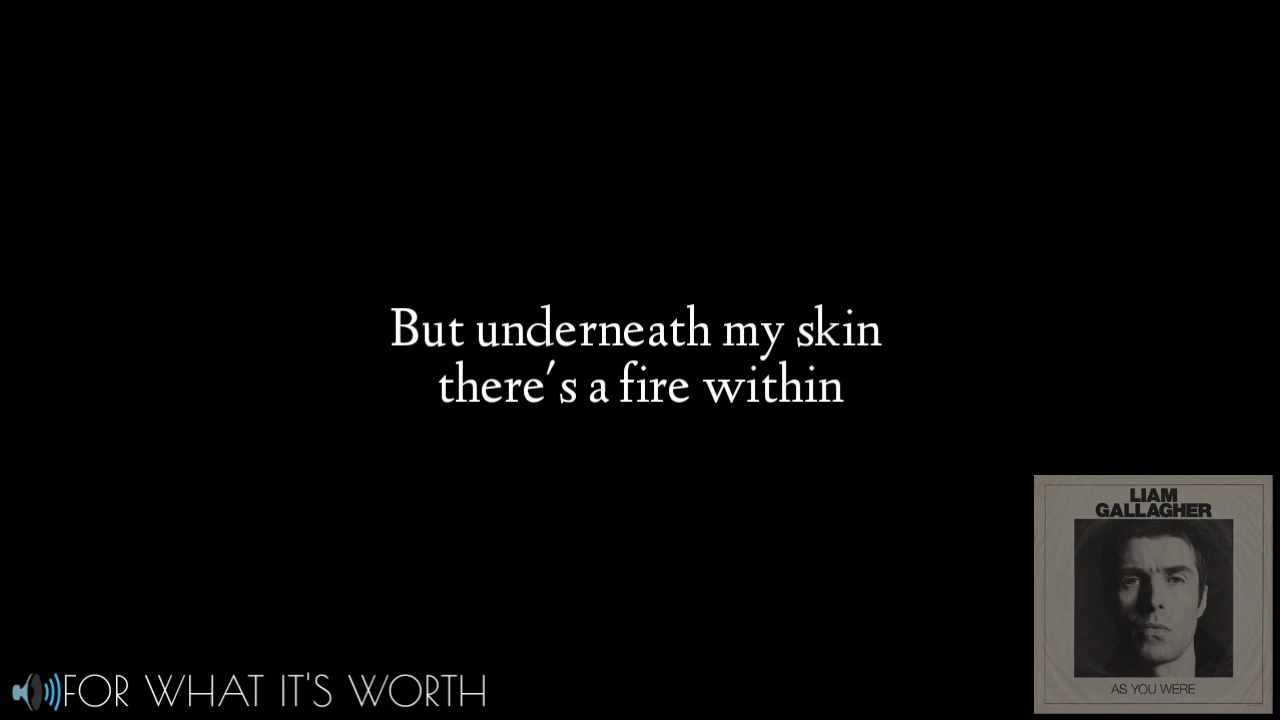 But underneath my skin
there's a fire within
LIAM
GALLAGHER
AS YOU WERE
FOR WHAT IT'S WORTH